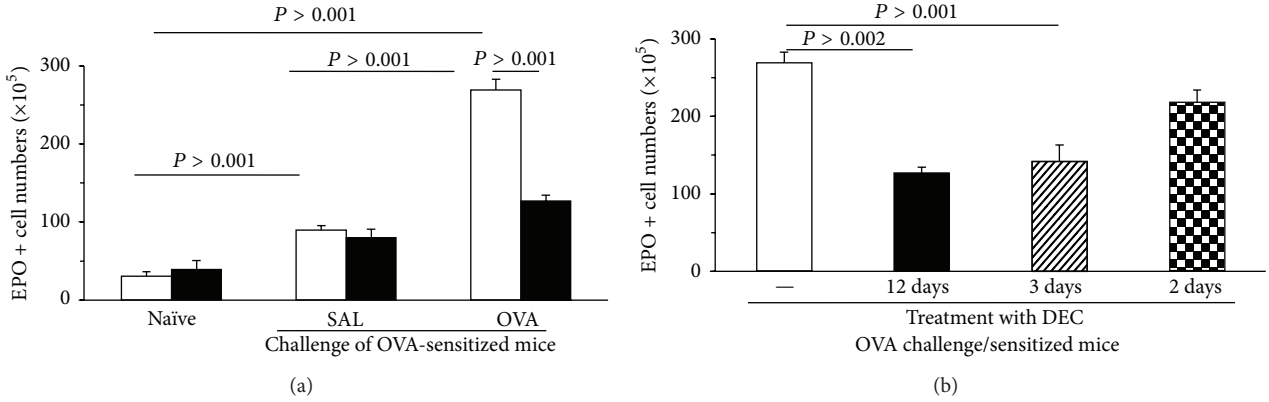 P > 0.001
P > 0.001
P > 0.001
P > 0.001
EPO + cell numbers (×10⁵)
300
200
100
0
Naïve SAL OVA
Challenge of OVA-sensitized mice
(a)
P > 0.001
P > 0.002
EPO + cell numbers (×10⁵)
300
200
100
0
— 12 days 3 days 2 days
Treatment with DEC
OVA challenge/sensitized mice
(b)